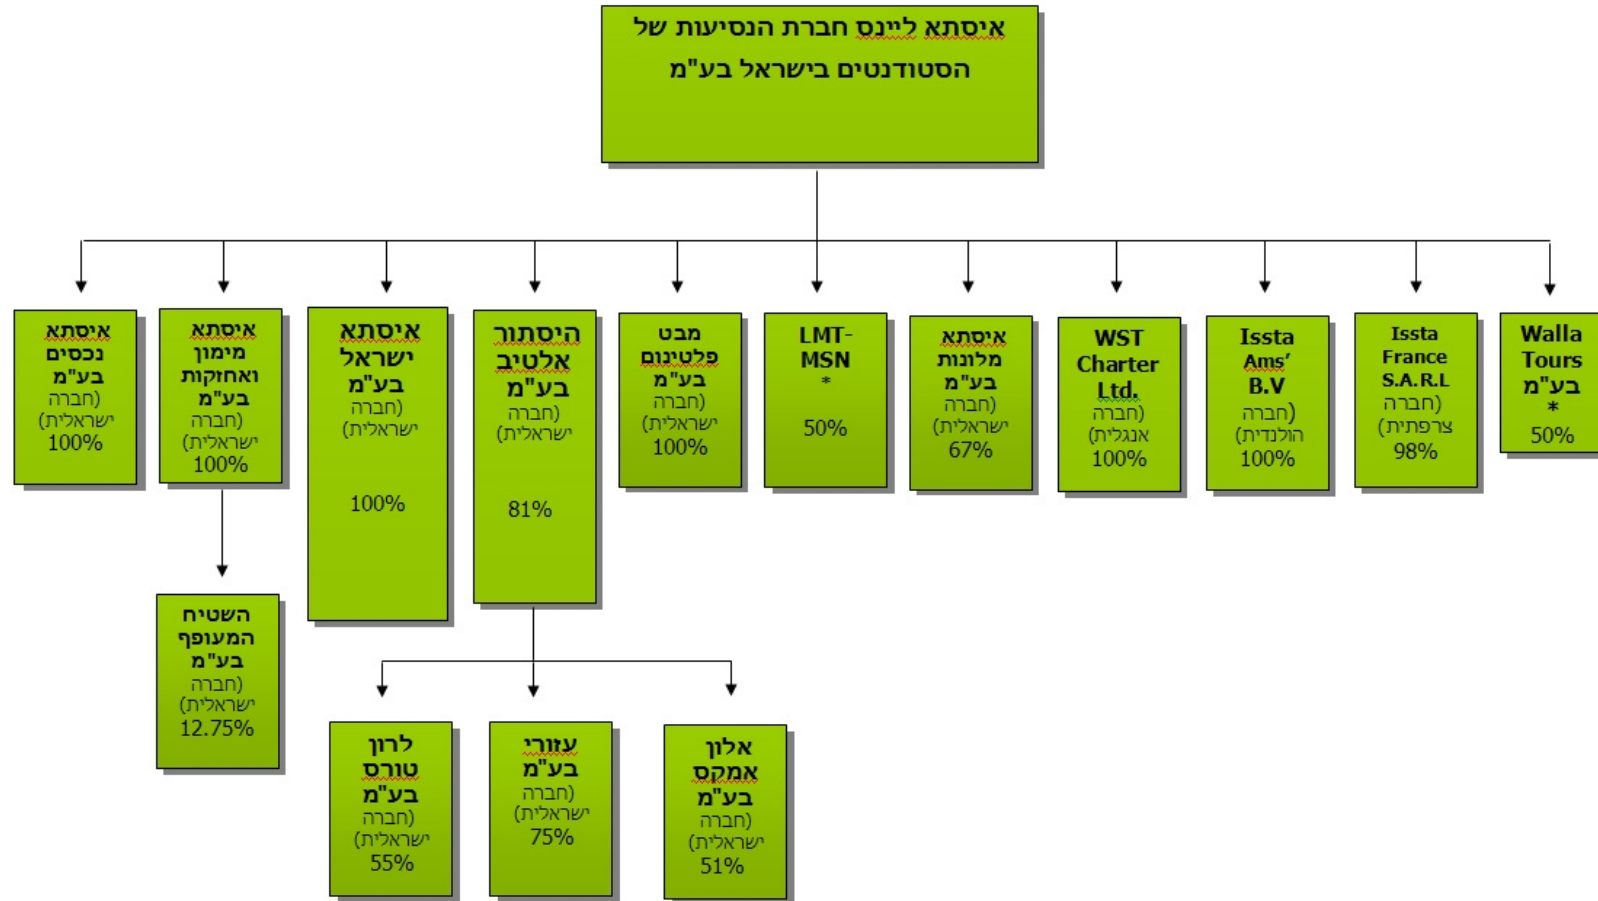 איסתא ליינס חברת הנסיעות של
הסטודנטים בישראל בע"מ
איסתא
נכסים
בע"מ
(חברה
ישראלית)
100%
איסתא
מימון
ואחזקות
בע"מ
(חברה
ישראלית)
100%
איסתא
ישראל
בע"מ
(חברה
ישראלית)
100%
היסתור
אלטיב
בע"מ
(חברה
ישראלית)
81%
מבט
פלטינום
בע"מ
(חברה
ישראלית)
100%
LMT-
MSN
*
50%
איסתא
מלונות
בע"מ
(חברה
ישראלית)
67%
WST
Charter
Ltd.
(חברה
אנגלית)
100%
Issta
Ams’
B.V
(חברה
הולנדית)
100%
Issta
France
S.A.R.L
(חברה
צרפתית)
98%
Walla
Tours
בע"מ
*
50%
השטיח
המעופף
בע"מ
(חברה
ישראלית)
12.75%
לרון
טורס
בע"מ
(חברה
ישראלית)
55%
עזורי
בע"מ
(חברה
ישראלית)
75%
אלון
אמקס
בע"מ
(חברה
ישראלית)
51%